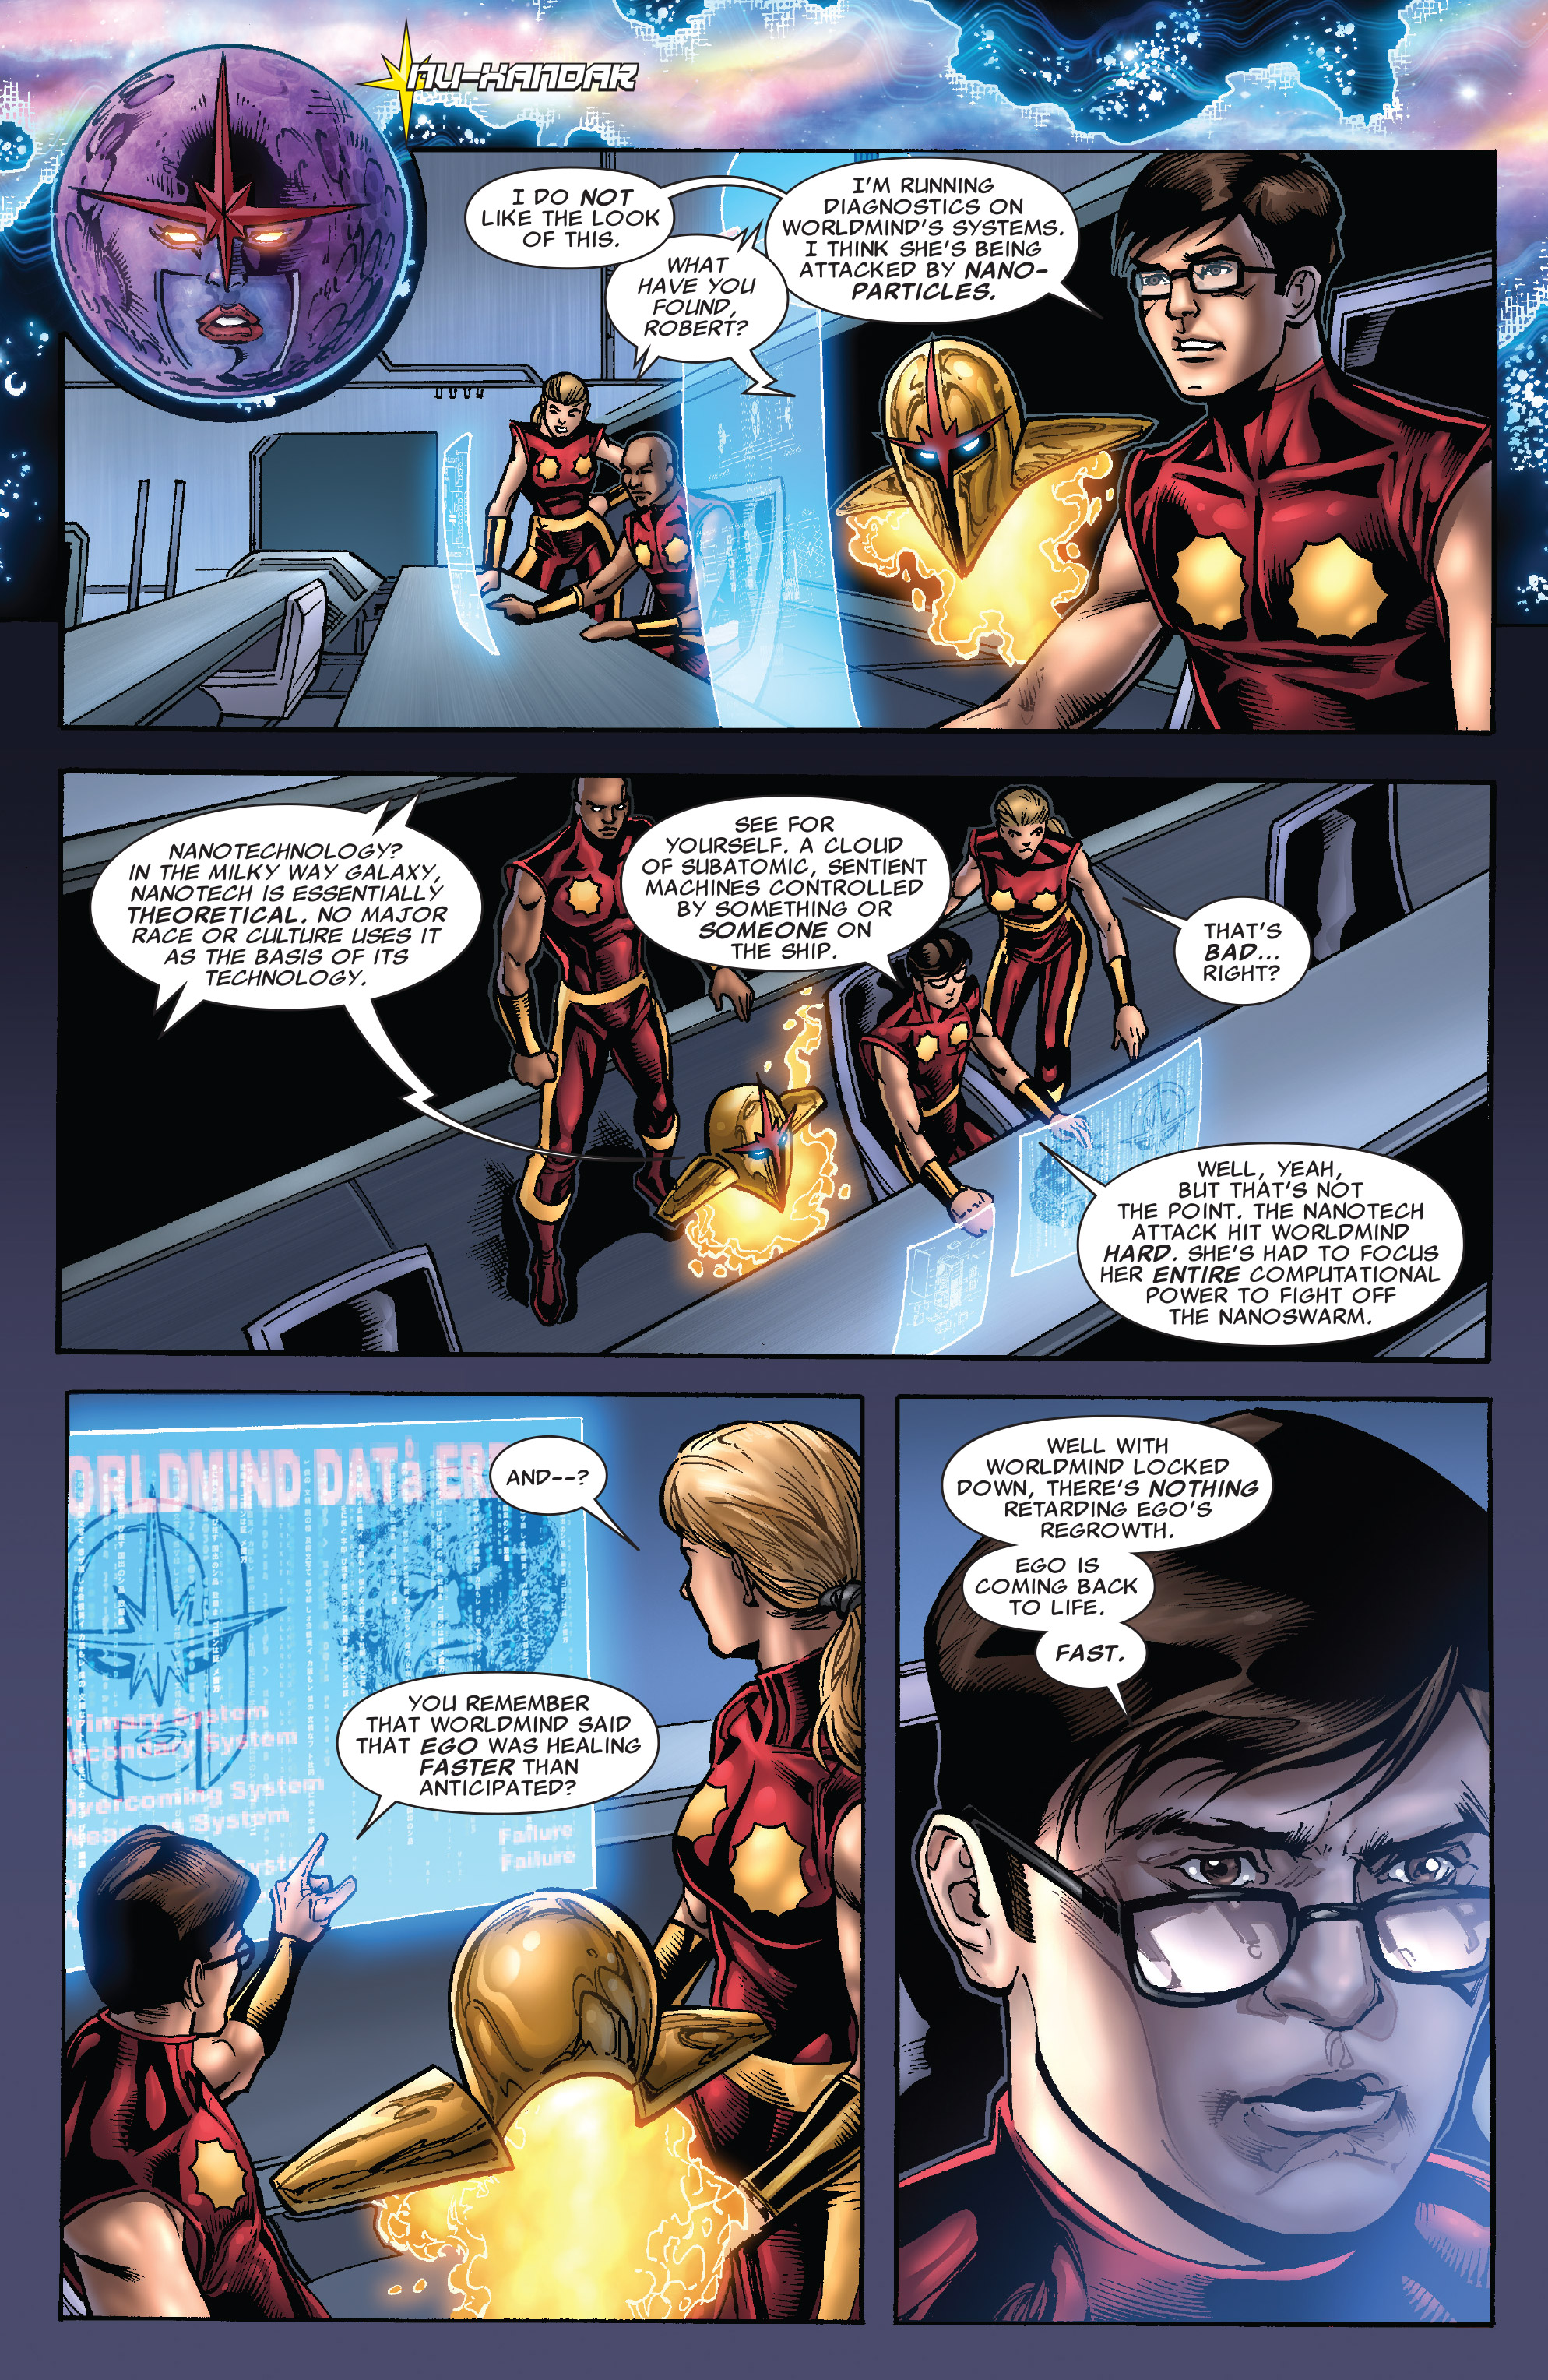 NU-XANDAR
I DO NOT
LIKE THE LOOK
OF THIS.
I'M RUNNING
DIAGNOSTICS ON
WORLDMIND'S SYSTEMS.
I THINK SHE'S BEING
ATTACKED BY NANO-
PARTICLES.
WHAT
HAVE YOU
FOUND,
ROBERT?
NANOTECHNOLOGY?
IN THE MILKY WAY GALAXY,
NANOTECH IS ESSENTIALLY
THEORETICAL. NO MAJOR
RACE OR CULTURE USES IT
AS THE BASIS OF ITS
TECHNOLOGY.
SEE FOR
YOURSELF. A CLOUD
OF SUBATOMIC, SENTIENT
MACHINES CONTROLLED
BY SOMETHING OR
SOMEONE ON
THE SHIP.
THAT'S
BAD...
RIGHT?
WELL, YEAH,
BUT THAT'S NOT
THE POINT. THE NANOTECH
ATTACK HIT WORLDMIND
HARD. SHE'S HAD TO FOCUS
HER ENTIRE COMPUTATIONAL
POWER TO FIGHT OFF
THE NANOSWARM.
ORLDM!ND DATå ER
AND--?
Primary System
Secondary System
Overcoming System
System
Failure
Failure
YOU REMEMBER
THAT WORLDMIND SAID
THAT EGO WAS HEALING
FASTER THAN
ANTICIPATED?
WELL WITH
WORLDMIND LOCKED
DOWN, THERE'S NOTHING
RETARDING EGO'S
REGROWTH.
EGO IS
COMING BACK
TO LIFE.
FAST.